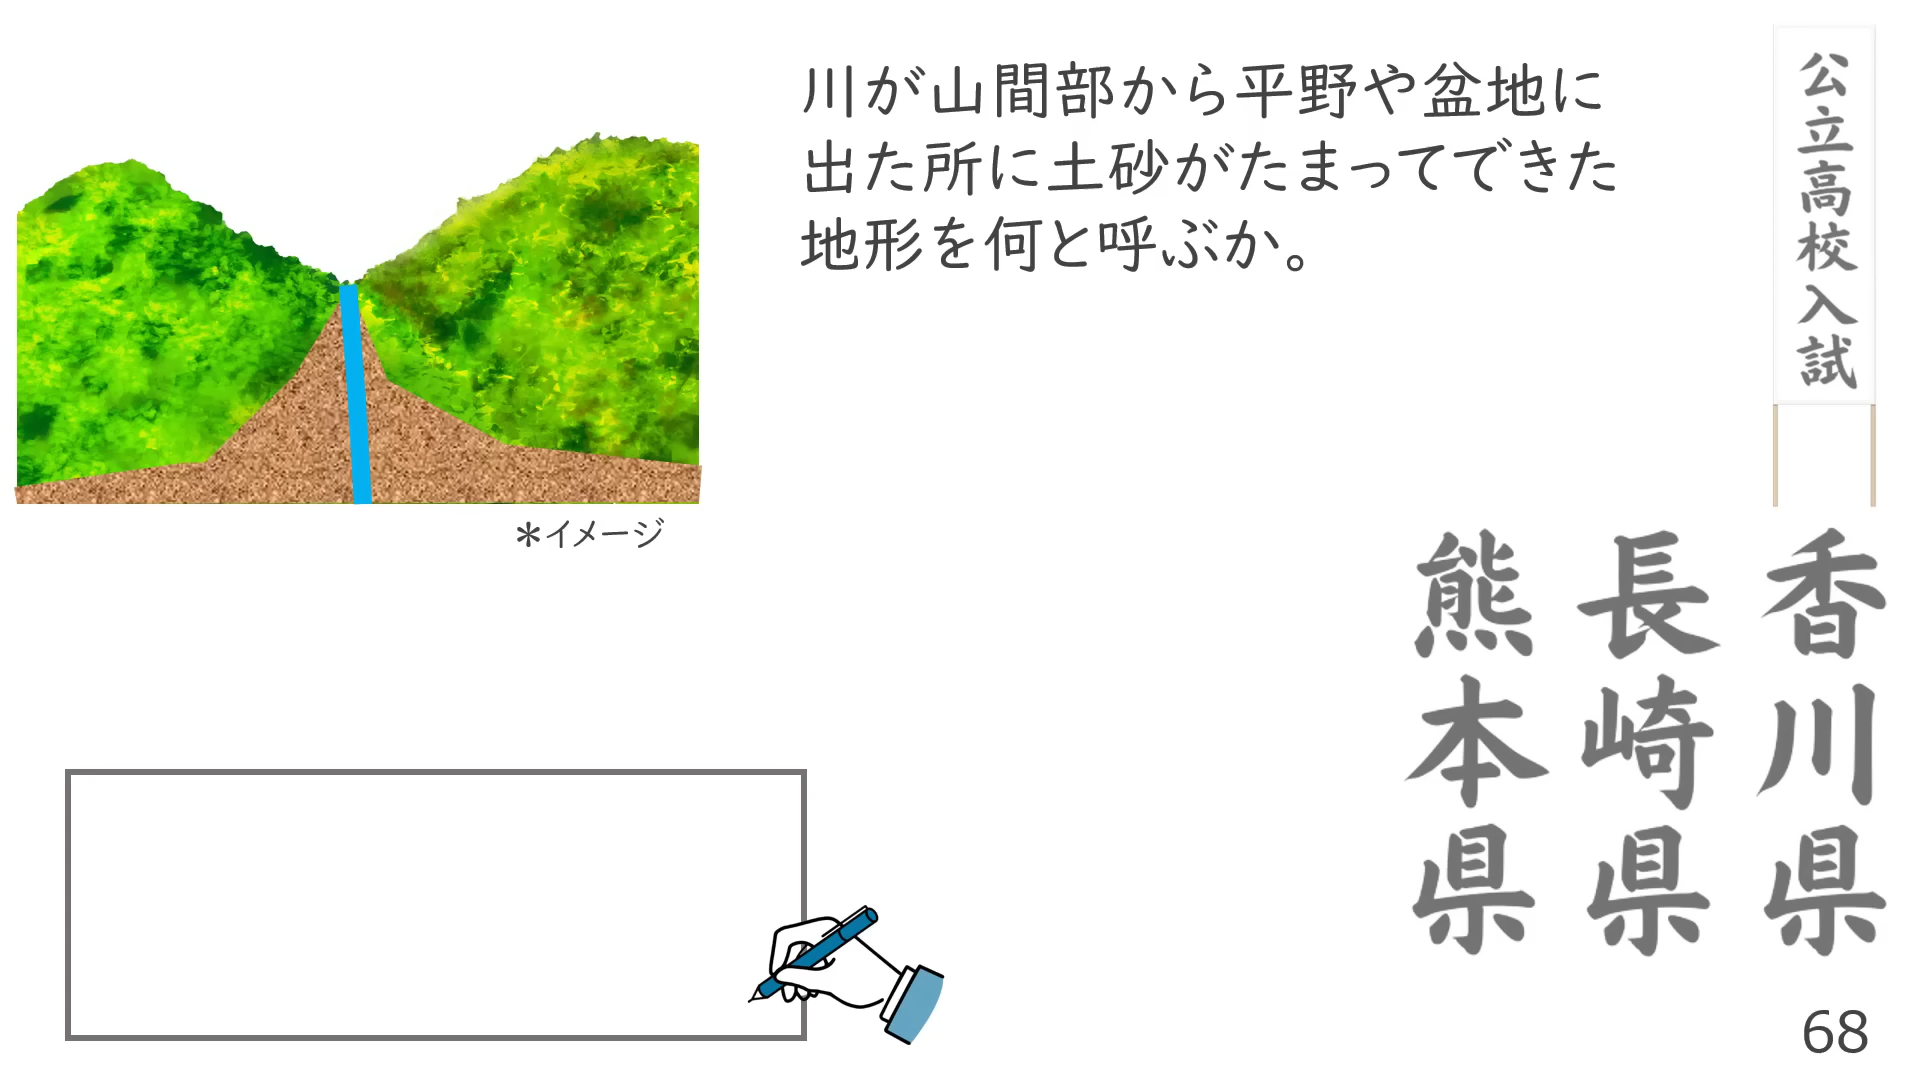 川が山間部から平野や盆地に
出た所に土砂がたまってできた
地形を何と呼ぶか。
＊イメージ
公立高校入試
香川県
長崎県
熊本県
68